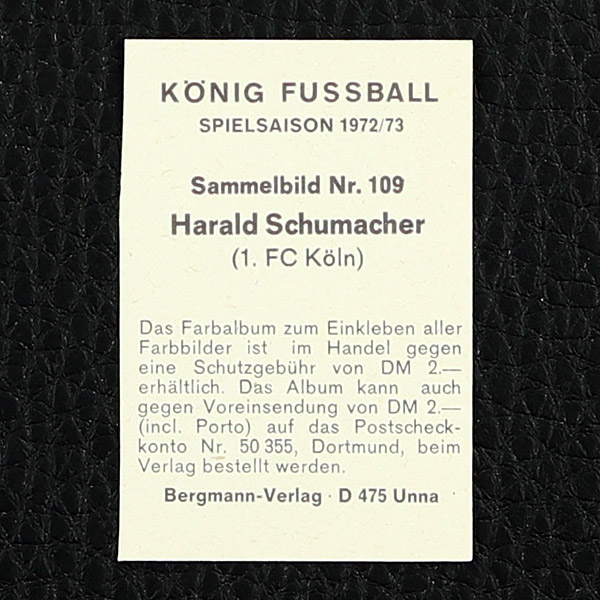 KÖNIG FUSSBALL
SPIELSAISON 1972/73
Sammelbild Nr. 109
Harald Schumacher
(1. FC Köln)
Das Farbalbum zum Einkleben aller
Farbbilder ist im Handel gegen
eine Schutzgebühr von DM 2.—
erhältlich. Das Album kann auch
gegen Voreinsendung von DM 2.—
(incl. Porto) auf das Postscheck-
konto Nr. 50 355, Dortmund, beim
Verlag bestellt werden.
Bergmann-Verlag · D 475 Unna